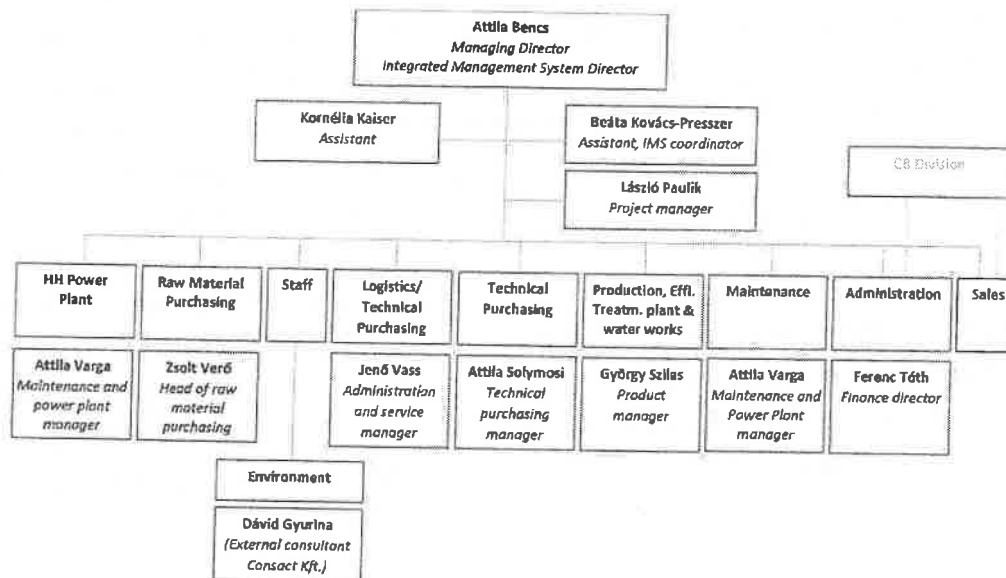 Attila Bencs
Managing Director
Integrated Management System Director
Kornélia Kaiser
Assistant
Beáta Kovács-Presszer
Assistant, IMS coordinator
László Paulik
Project manager
CB Division
HH Power
Plant
Raw Material
Purchasing
Staff
Logistics/
Technical
Purchasing
Technical
Purchasing
Production, Effl.
Treatm. plant &
water works
Maintenance
Administration
Sales
Attila Varga
Maintenance and
power plant
manager
Zsolt Verő
Head of raw
material
purchasing
Jenő Vass
Administration
and service
manager
Attila Solymosi
Technical
purchasing
manager
György Szilas
Product
manager
Attila Varga
Maintenance and
Power Plant
manager
Ferenc Tóth
Finance director
Environment
Dávid Gyurina
(External consultant
Consact Kft.)